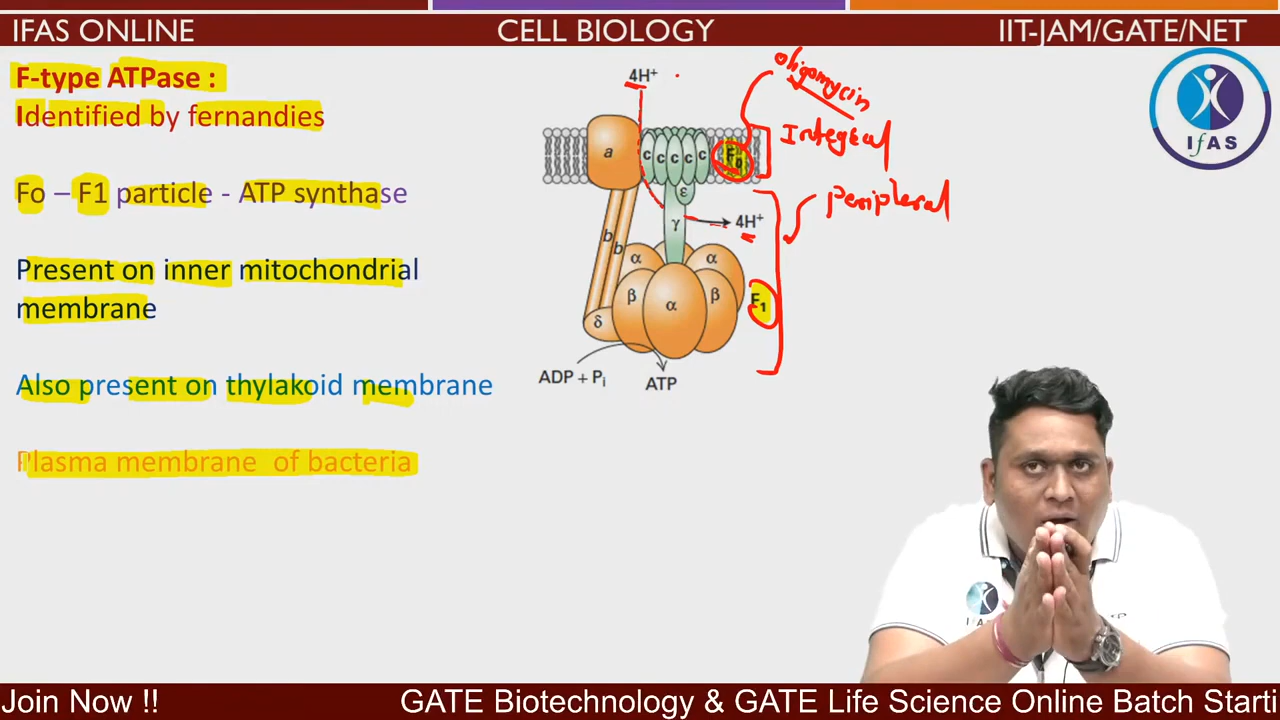 IFAS ONLINE CELL BIOLOGY IIT-JAM/GATE/NET
F-type ATPase :
Identified by fernandies
Fo – F1 particle - ATP synthase
Present on inner mitochondrial
membrane
Also present on thylakoid membrane
Plasma membrane of bacteria
4H⁺
oligomycin
Integral
a
c c c c c
F₀
ε
peripheral
γ
4H⁺
b
b
α α
β α β
F₁
δ
ADP + Pᵢ
ATP
IfAS
Join Now !! GATE Biotechnology & GATE Life Science Online Batch Starti